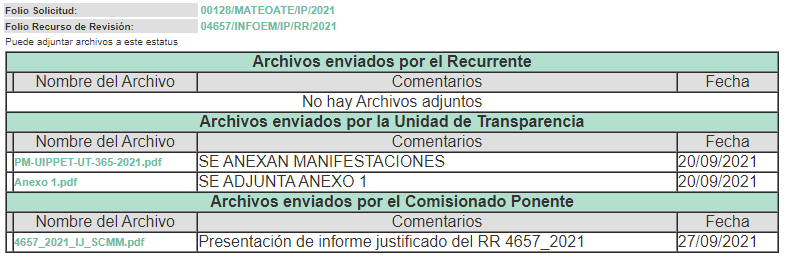 Folio Solicitud: 00128/MATEOATE/IP/2021
Folio Recurso de Revisión: 04657/INFOEM/IP/RR/2021
Puede adjuntar archivos a este estatus
Archivos enviados por el Recurrente
Nombre del Archivo Comentarios Fecha
No hay Archivos adjuntos
Archivos enviados por la Unidad de Transparencia
Nombre del Archivo Comentarios Fecha
PM-UIPPET-UT-365-2021.pdf SE ANEXAN MANIFESTACIONES 20/09/2021
Anexo 1.pdf SE ADJUNTA ANEXO 1 20/09/2021
Archivos enviados por el Comisionado Ponente
Nombre del Archivo Comentarios Fecha
4657_2021_IJ_SCMM.pdf Presentación de informe justificado del RR 4657_2021 27/09/2021